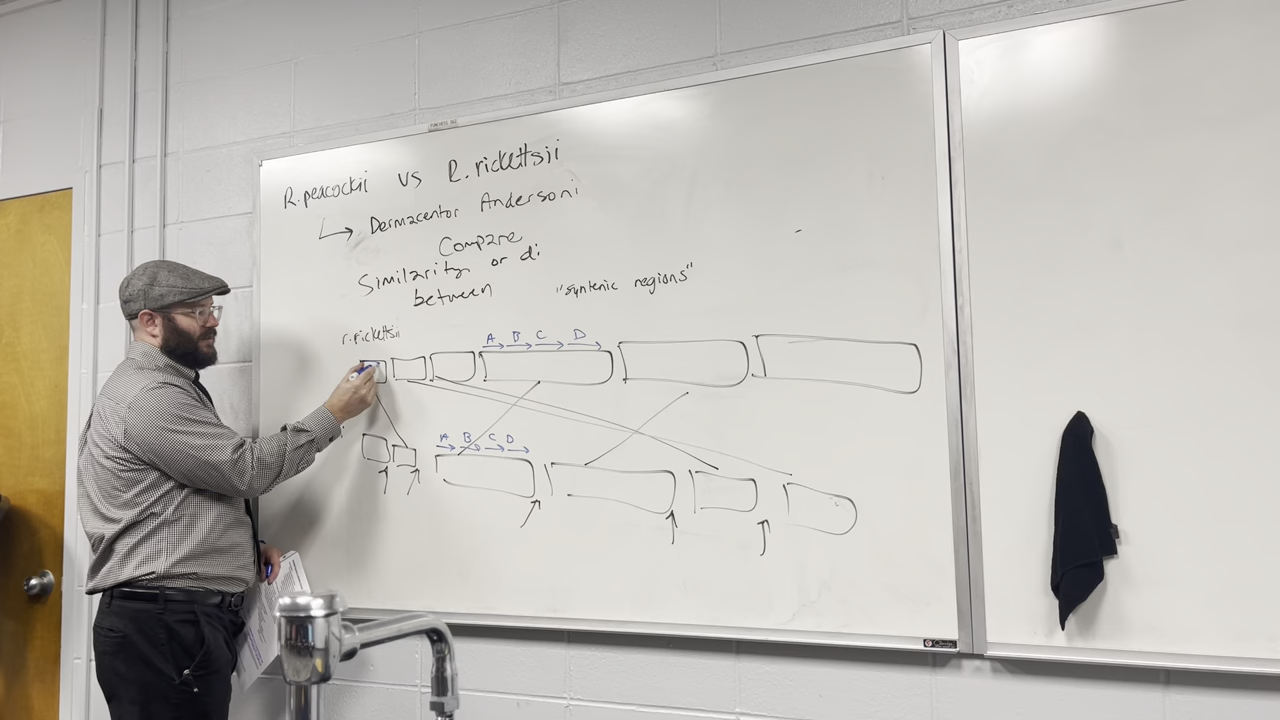 R.peacockii vs R.rickettsii
Dermacentor Andersoni
Compare
Similarity or di
between "syntenic regions"
r.rickettsii
A B C D
A B C D